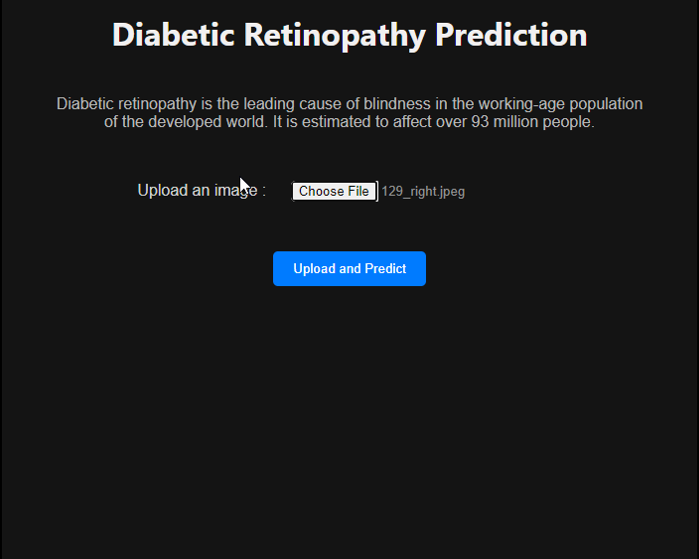 Diabetic Retinopathy Prediction
Diabetic retinopathy is the leading cause of blindness in the working-age population
of the developed world. It is estimated to affect over 93 million people.
Upload an image : Choose File 129_right.jpeg
Upload and Predict